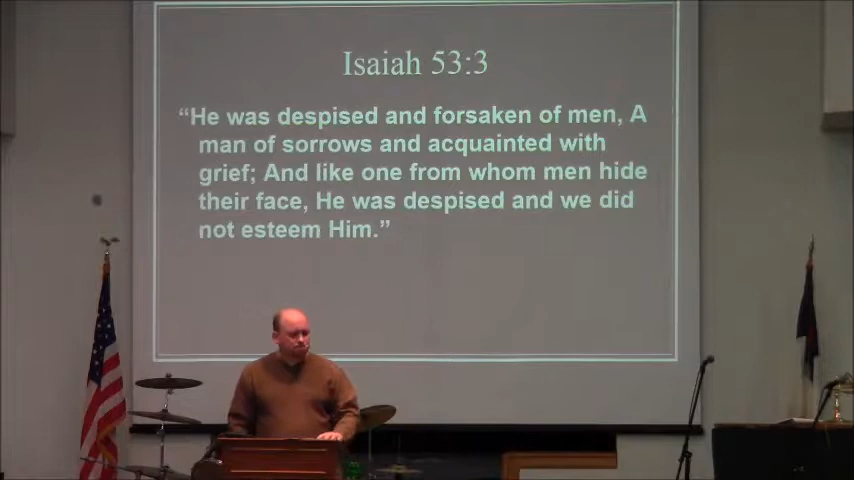 Isaiah 53:3
“He was despised and forsaken of men, A
man of sorrows and acquainted with
grief; And like one from whom men hide
their face, He was despised and we did
not esteem Him.”